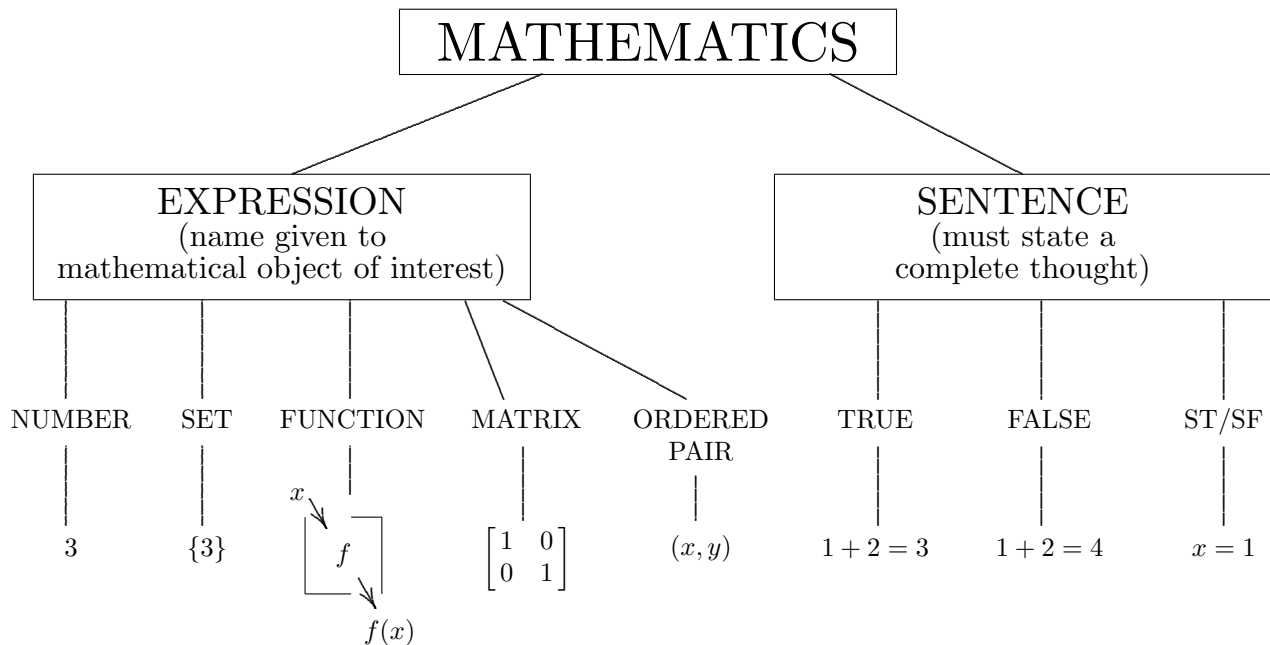 MATHEMATICS
EXPRESSION
(name given to
mathematical object of interest)
SENTENCE
(must state a
complete thought)
NUMBER
SET
FUNCTION
MATRIX
ORDERED
PAIR
TRUE
FALSE
ST/SF
3
{3}
x
f
f(x)
[1 0
0 1]
(x, y)
1 + 2 = 3
1 + 2 = 4
x = 1